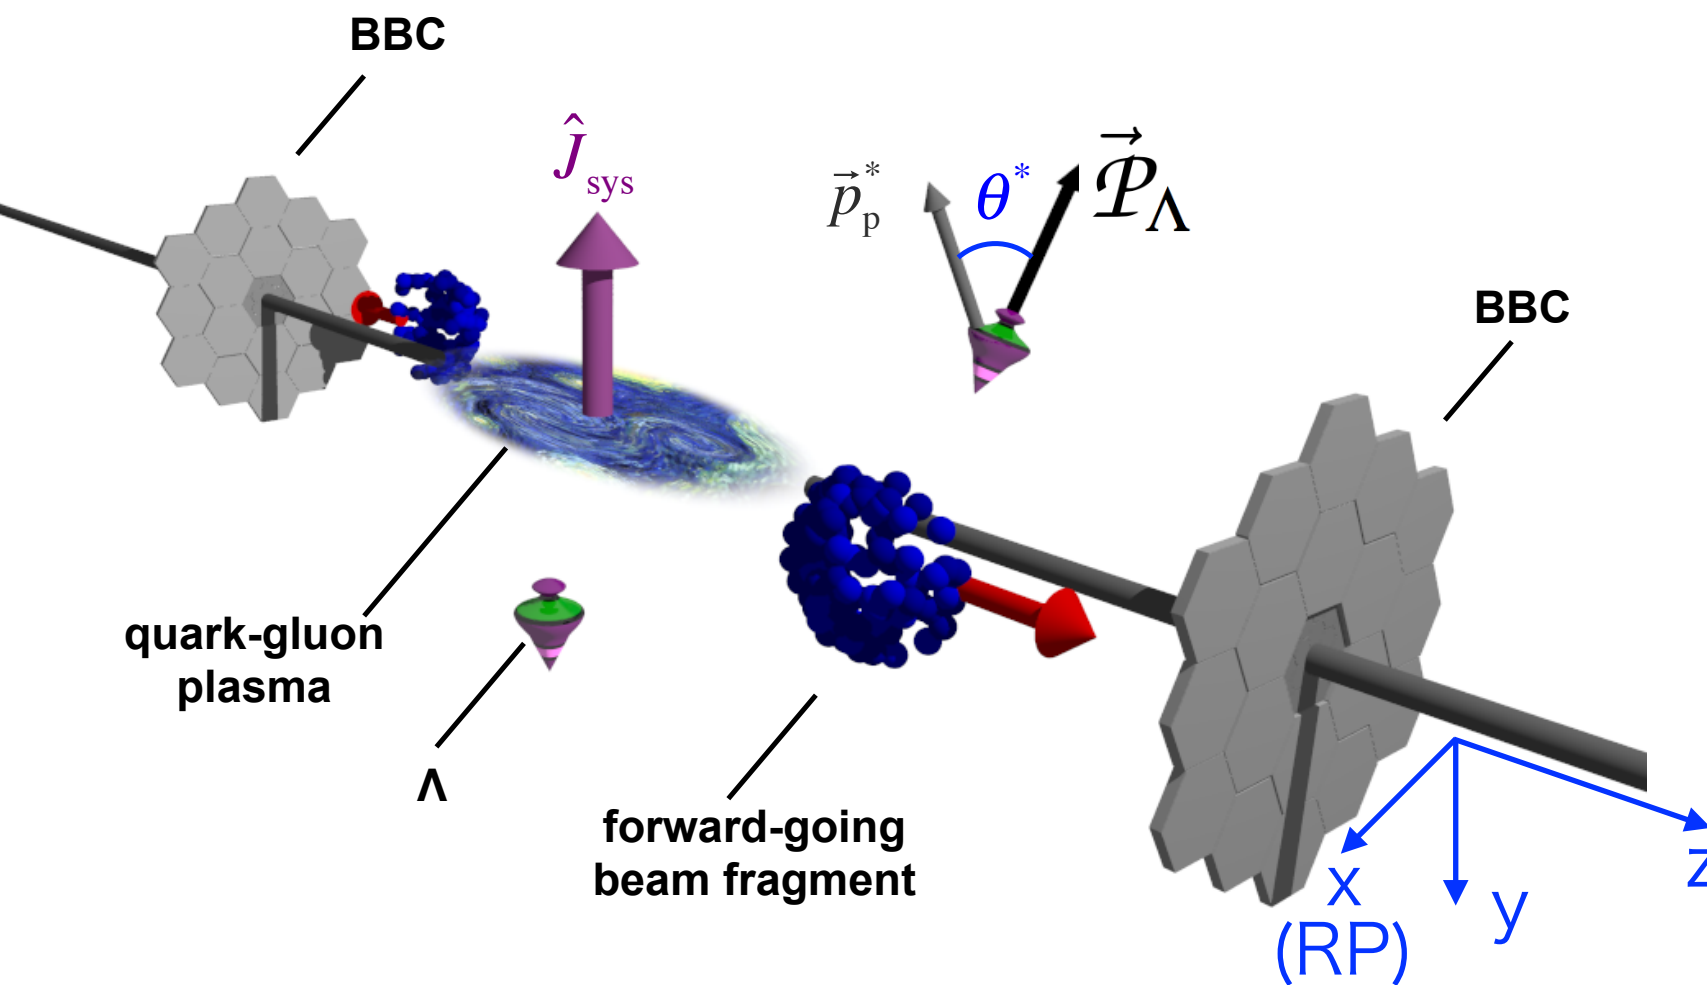 BBC
Ĵsys
p⃗*p
θ*
𝒫⃗Λ
BBC
quark-gluon
plasma
Λ
forward-going
beam fragment
x
(RP)
y
z